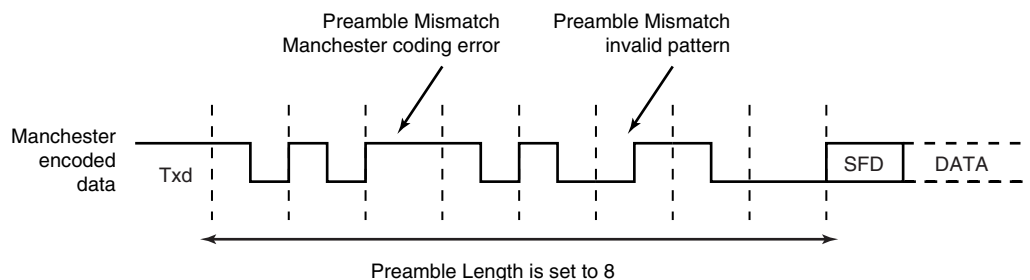 Preamble Mismatch
Manchester coding error
Preamble Mismatch
invalid pattern
Manchester
encoded
data
Txd
SFD
DATA
Preamble Length is set to 8